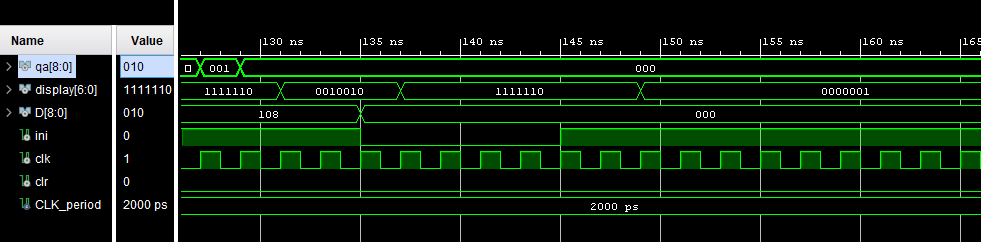 Name Value
130 ns 135 ns 140 ns 145 ns 150 ns 155 ns 160 ns 165
qa[8:0] 010 001 000
display[6:0] 1111110 1111110 0010010 1111110 0000001
D[8:0] 010 108 000
ini 0
clk 1
clr 0
CLK_period 2000 ps 2000 ps